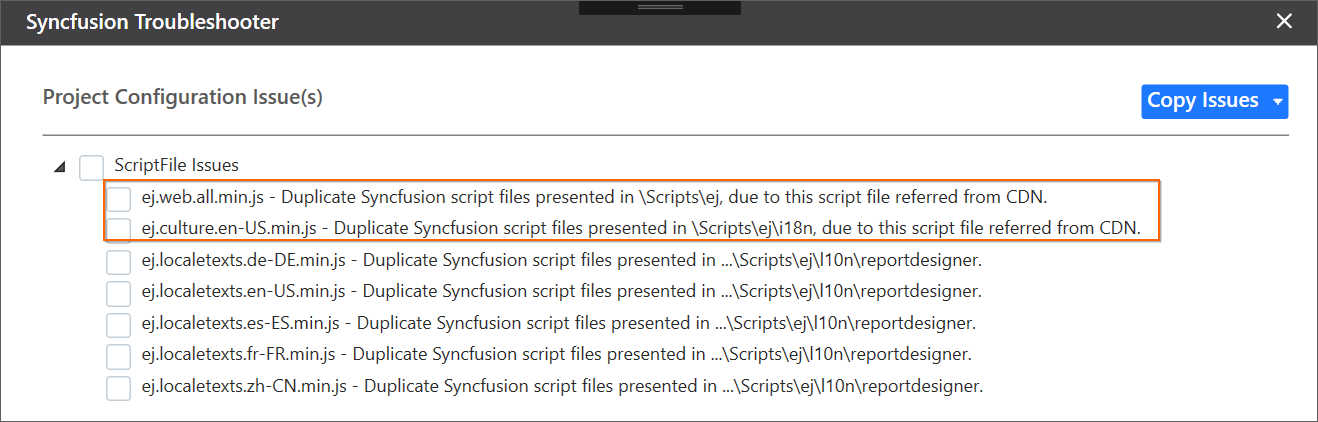 Syncfusion Troubleshooter
Project Configuration Issue(s)
Copy Issues
ScriptFile Issues
ej.web.all.min.js - Duplicate Syncfusion script files presented in \Scripts\ej, due to this script file referred from CDN.
ej.culture.en-US.min.js - Duplicate Syncfusion script files presented in \Scripts\ej\i18n, due to this script file referred from CDN.
ej.localetexts.de-DE.min.js - Duplicate Syncfusion script files presented in ...\Scripts\ej\l10n\reportdesigner.
ej.localetexts.en-US.min.js - Duplicate Syncfusion script files presented in ...\Scripts\ej\l10n\reportdesigner.
ej.localetexts.es-ES.min.js - Duplicate Syncfusion script files presented in ...\Scripts\ej\l10n\reportdesigner.
ej.localetexts.fr-FR.min.js - Duplicate Syncfusion script files presented in ...\Scripts\ej\l10n\reportdesigner.
ej.localetexts.zh-CN.min.js - Duplicate Syncfusion script files presented in ...\Scripts\ej\l10n\reportdesigner.